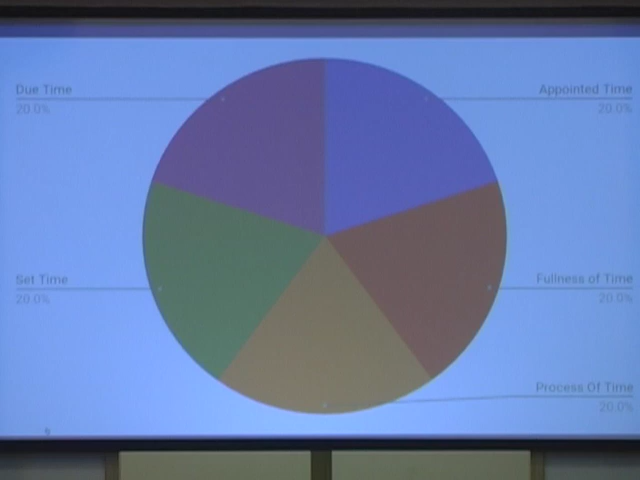 Due Time
20.0%
Appointed Time
20.0%
Set Time
20.0%
Fullness of Time
20.0%
Process Of Time
20.0%